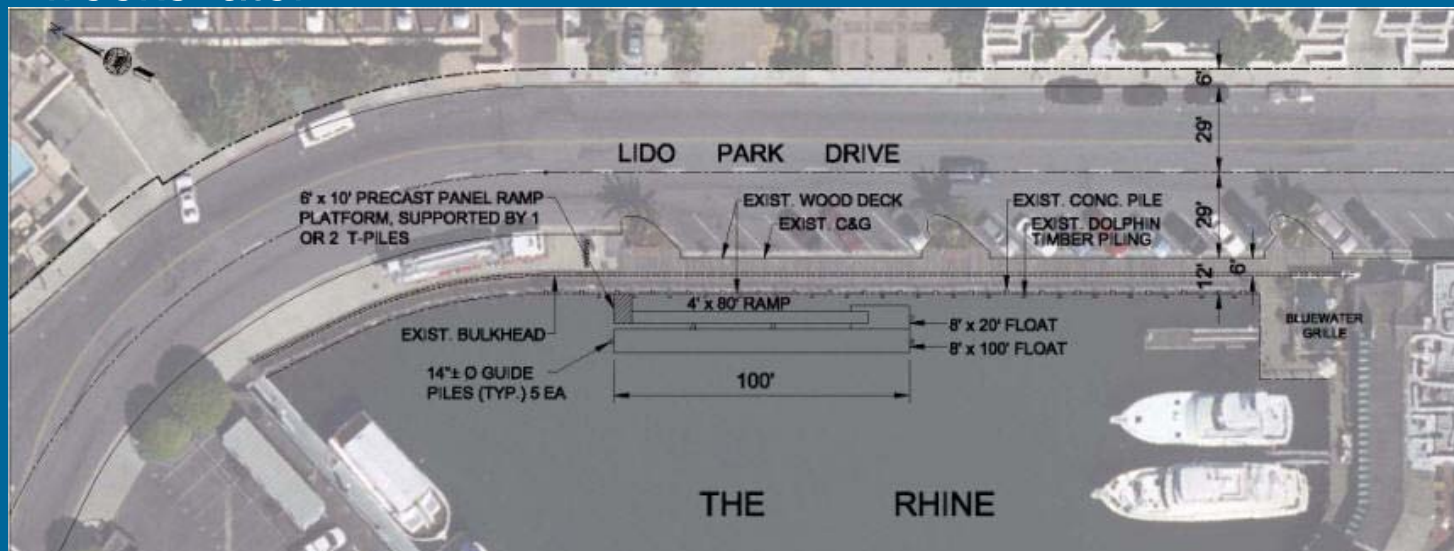 LIDO PARK DRIVE
6' x 10' PRECAST PANEL RAMP
PLATFORM, SUPPORTED BY 1
OR 2 T-PILES
EXIST. WOOD DECK
EXIST. C&G
EXIST. CONC. PILE
EXIST. DOLPHIN
TIMBER PILING
6'
29'
29'
6'
12'
4' x 80' RAMP
EXIST. BULKHEAD
8' x 20' FLOAT
8' x 100' FLOAT
BLUEWATER
GRILLE
14"± O GUIDE
PILES (TYP.) 5 EA
100'
THE RHINE